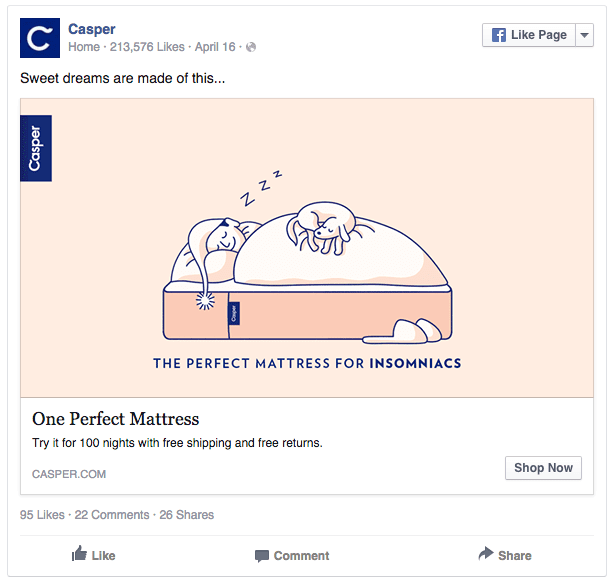 Casper
Home · 213,576 Likes · April 16 ·
Like Page
Sweet dreams are made of this...
Casper
z z z
Casper
THE PERFECT MATTRESS FOR INSOMNIACS
One Perfect Mattress
Try it for 100 nights with free shipping and free returns.
CASPER.COM
Shop Now
95 Likes · 22 Comments · 26 Shares
Like Comment Share